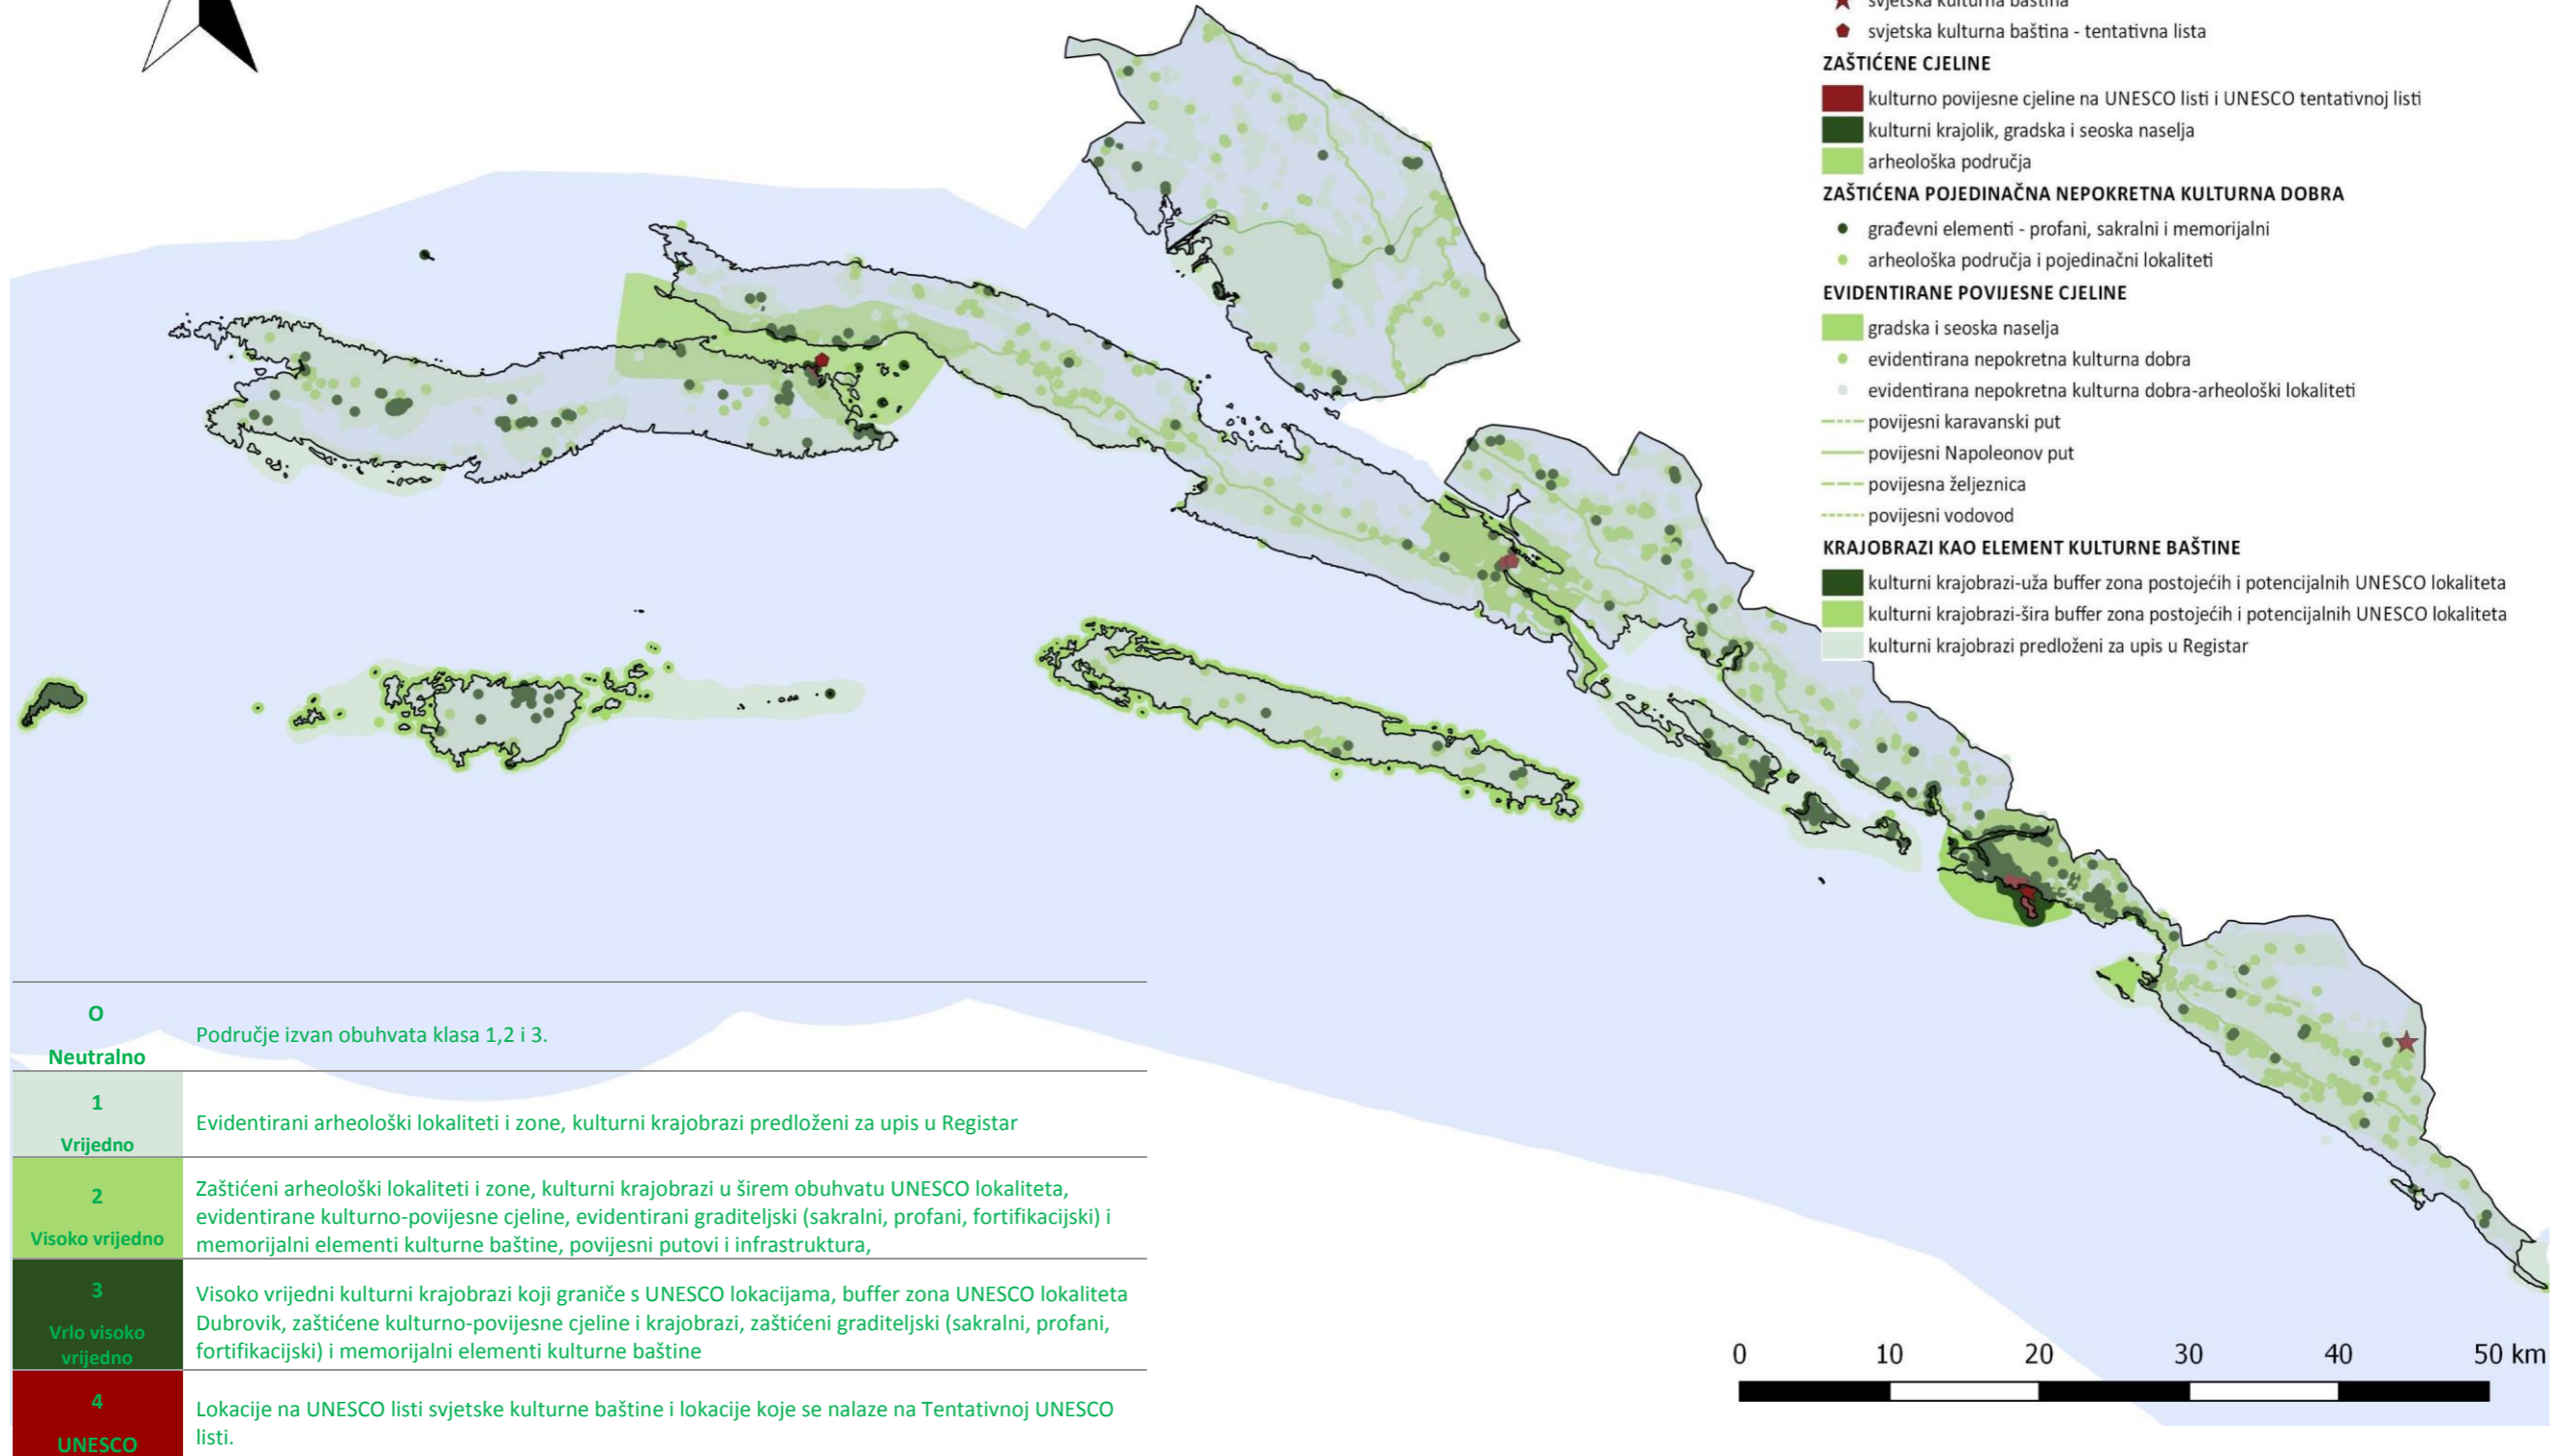 svjetska kulturna baština
svjetska kulturna baština - tentativna lista
ZAŠTIĆENE CJELINE
kulturno povijesne cjeline na UNESCO listi i UNESCO tentativnoj listi
kulturni krajolik, gradska i seoska naselja
arheološka područja
ZAŠTIĆENA POJEDINAČNA NEPOKRETNA KULTURNA DOBRA
građevni elementi - profani, sakralni i memorijalni
arheološka područja i pojedinačni lokaliteti
EVIDENTIRANE POVIJESNE CJELINE
gradska i seoska naselja
evidentirana nepokretna kulturna dobra
evidentirana nepokretna kulturna dobra-arheološki lokaliteti
povijesni karavanski put
povijesni Napoleonov put
povijesna željeznica
povijesni vodovod
KRAJOBRAZI KAO ELEMENT KULTURNE BAŠTINE
kulturni krajobrazi-uža buffer zona postojećih i potencijalnih UNESCO lokaliteta
kulturni krajobrazi-šira buffer zona postojećih i potencijalnih UNESCO lokaliteta
kulturni krajobrazi predloženi za upis u Registar
O
Neutralno
Područje izvan obuhvata klasa 1,2 i 3.
1
Vrijedno
Evidentirani arheološki lokaliteti i zone, kulturni krajobrazi predloženi za upis u Registar
2
Visoko vrijedno
Zaštićeni arheološki lokaliteti i zone, kulturni krajobrazi u širem obuhvatu UNESCO lokaliteta,
evidentirane kulturno-povijesne cjeline, evidentirani graditeljski (sakralni, profani, fortifikacijski) i
memorijalni elementi kulturne baštine, povijesni putovi i infrastruktura,
3
Vrlo visoko
vrijedno
Visoko vrijedni kulturni krajobrazi koji graniče s UNESCO lokacijama, buffer zona UNESCO lokaliteta
Dubrovik, zaštićene kulturno-povijesne cjeline i krajobrazi, zaštićeni graditeljski (sakralni, profani,
fortifikacijski) i memorijalni elementi kulturne baštine
4
UNESCO
Lokacije na UNESCO listi svjetske kulturne baštine i lokacije koje se nalaze na Tentativnoj UNESCO
listi.
0 10 20 30 40 50 km